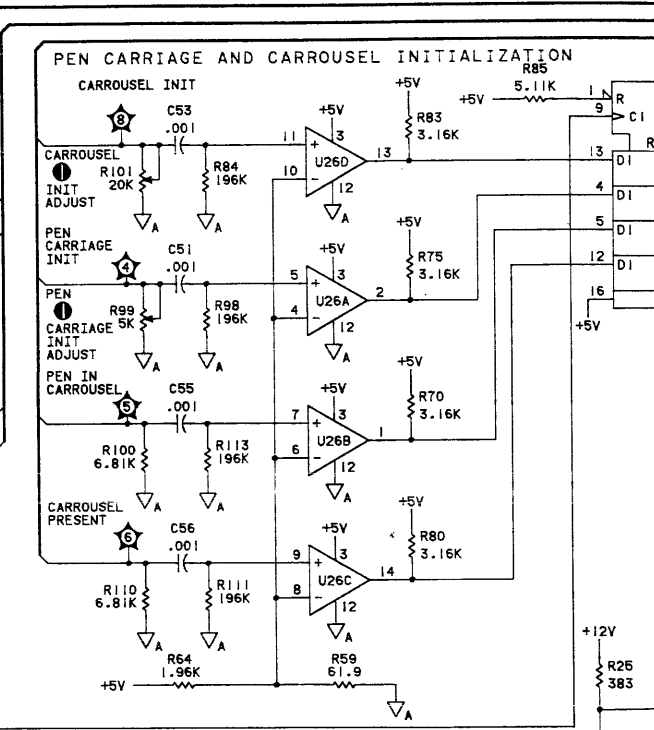 PEN CARRIAGE AND CARROUSEL INITIALIZATION
CARROUSEL INIT
8
C53
.001
CARROUSEL
INIT
ADJUST
R101
20K
R84
196K
A
A
+5V
3
11
+
10
-
U26D
13
12
A
+5V
R83
3.16K
+5V
R85
5.11K
1
R
9
C1
R
13
D1
4
D1
5
D1
12
D1
16
+5V
PEN
CARRIAGE
INIT
4
C51
.001
PEN
CARRIAGE
INIT
ADJUST
R99
5K
R98
196K
A
A
+5V
3
5
+
4
-
U26A
2
12
A
+5V
R75
3.16K
PEN IN
CARROUSEL
5
C55
.001
R100
6.81K
R113
196K
A
A
+5V
3
7
+
6
-
U26B
1
12
A
+5V
R70
3.16K
CARROUSEL
PRESENT
6
C56
.001
R110
6.81K
R111
196K
A
A
+5V
3
9
+
8
-
U26C
14
12
A
+5V
R80
3.16K
+5V
R64
1.96K
R59
61.9
A
+12V
R25
383